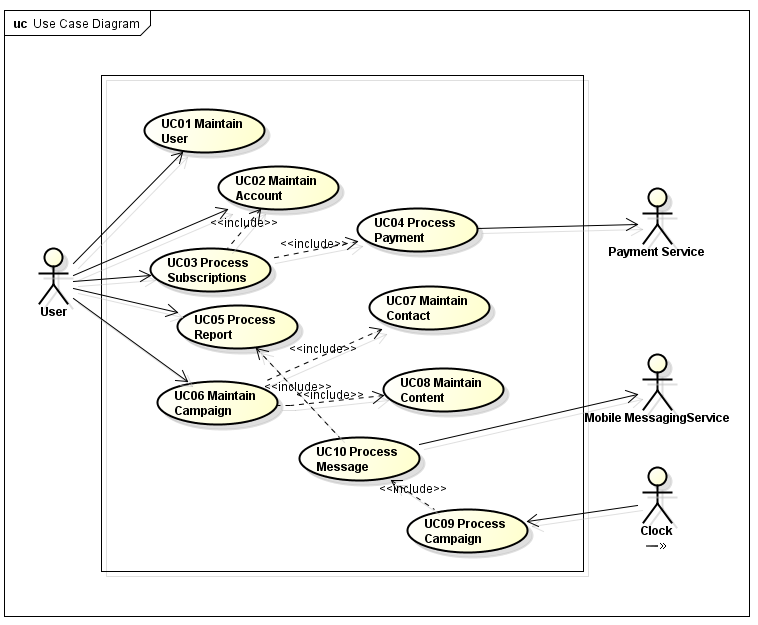 uc Use Case Diagram
UC01 Maintain
User
UC02 Maintain
Account
<<include>>
UC04 Process
Payment
<<include>>
Payment Service
UC03 Process
Subscriptions
User
UC07 Maintain
Contact
UC05 Process
Report
<<include>>
UC06 Maintain
Campaign
<<include>>
<<include>>
UC08 Maintain
Content
Mobile MessagingService
UC10 Process
Message
<<include>>
UC09 Process
Campaign
Clock